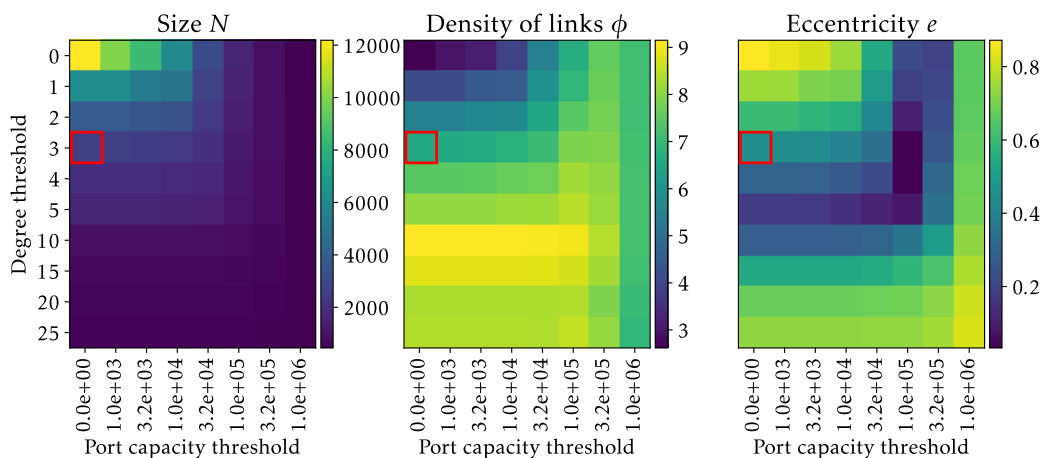 Size N
Density of links ϕ
Eccentricity e
Degree threshold
0
1
2
3
4
5
10
15
20
25
12000
10000
8000
6000
4000
2000
9
8
7
6
5
4
3
0.8
0.6
0.4
0.2
0.0e+00
1.0e+03
3.2e+03
1.0e+04
3.2e+04
1.0e+05
3.2e+05
1.0e+06
0.0e+00
1.0e+03
3.2e+03
1.0e+04
3.2e+04
1.0e+05
3.2e+05
1.0e+06
0.0e+00
1.0e+03
3.2e+03
1.0e+04
3.2e+04
1.0e+05
3.2e+05
1.0e+06
Port capacity threshold
Port capacity threshold
Port capacity threshold